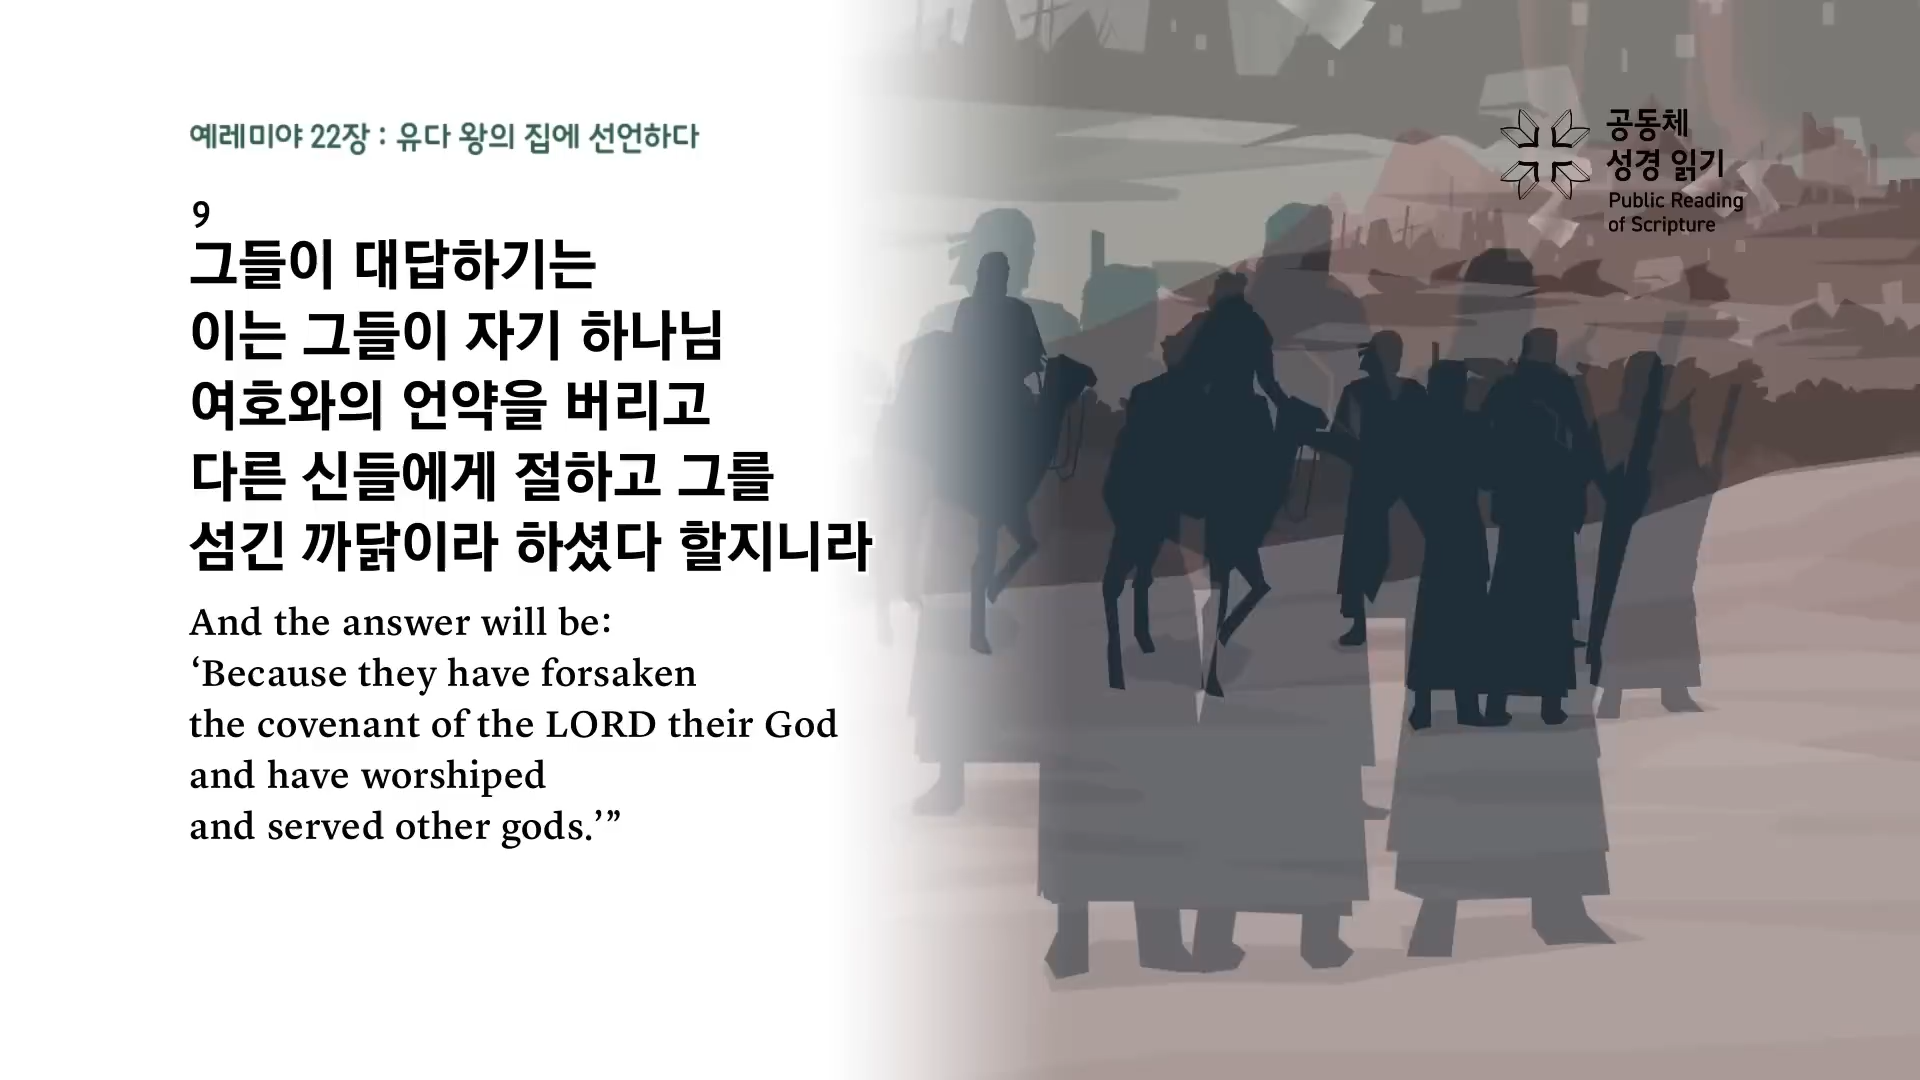 예레미야 22장 : 유다 왕의 집에 선언하다
9
그들이 대답하기는
이는 그들이 자기 하나님
여호와의 언약을 버리고
다른 신들에게 절하고 그를
섬긴 까닭이라 하셨다 할지니라
And the answer will be:
‘Because they have forsaken
the covenant of the LORD their God
and have worshiped
and served other gods.’”
공동체
성경 읽기
Public Reading
of Scripture